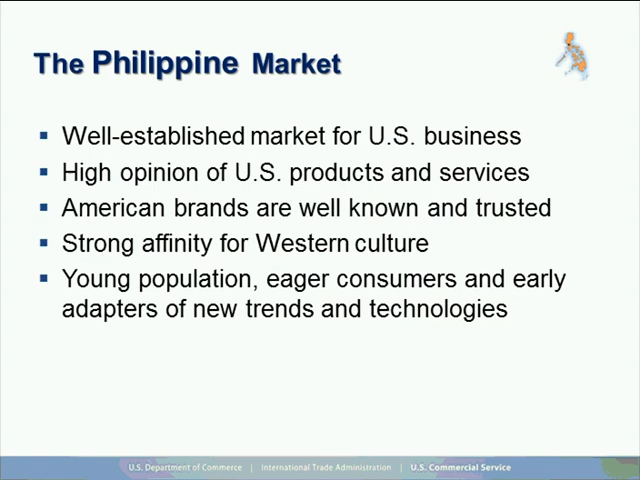 The Philippine Market
▪ Well-established market for U.S. business
▪ High opinion of U.S. products and services
▪ American brands are well known and trusted
▪ Strong affinity for Western culture
▪ Young population, eager consumers and early
adapters of new trends and technologies
U.S. Department of Commerce | International Trade Administration | U.S. Commercial Service